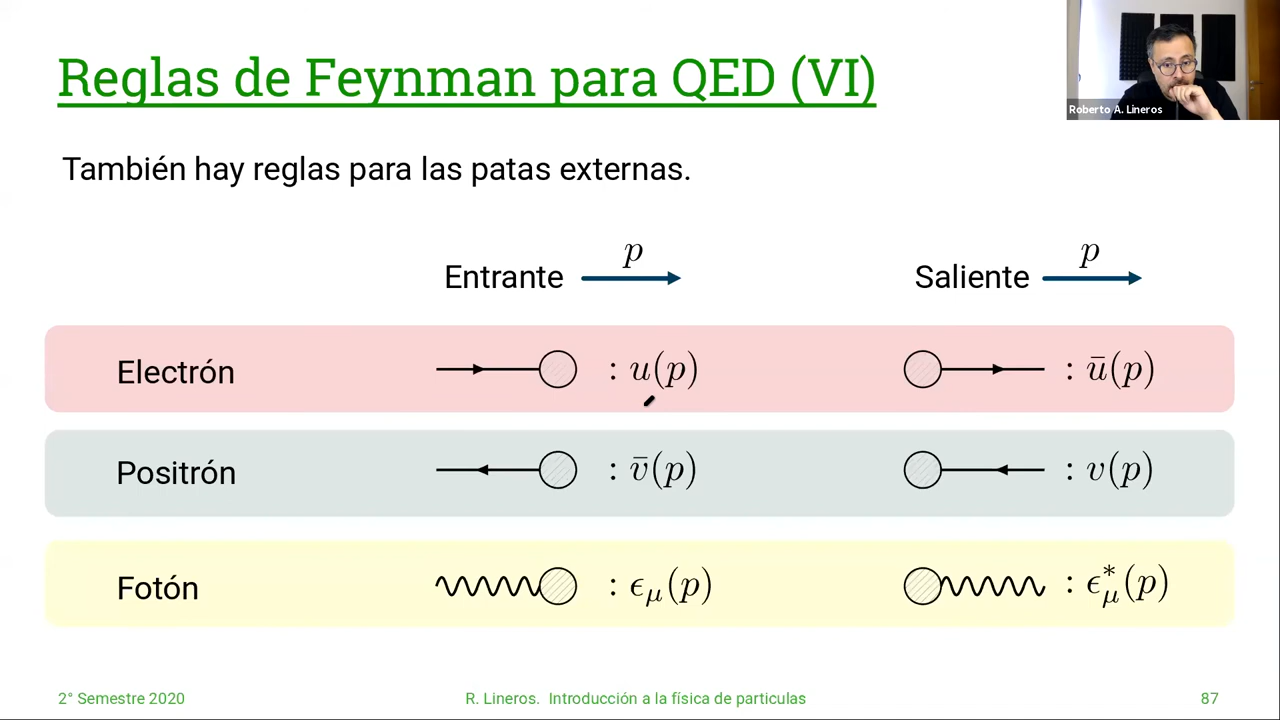 Reglas de Feynman para QED (VI)
Roberto A. Lineros
También hay reglas para las patas externas.
Entrante p Saliente p
Electrón : u(p) : ū(p)
Positrón : v̄(p) : v(p)
Fotón : ϵ_μ(p) : ϵ*_μ(p)
2° Semestre 2020 R. Lineros. Introducción a la física de particulas 87